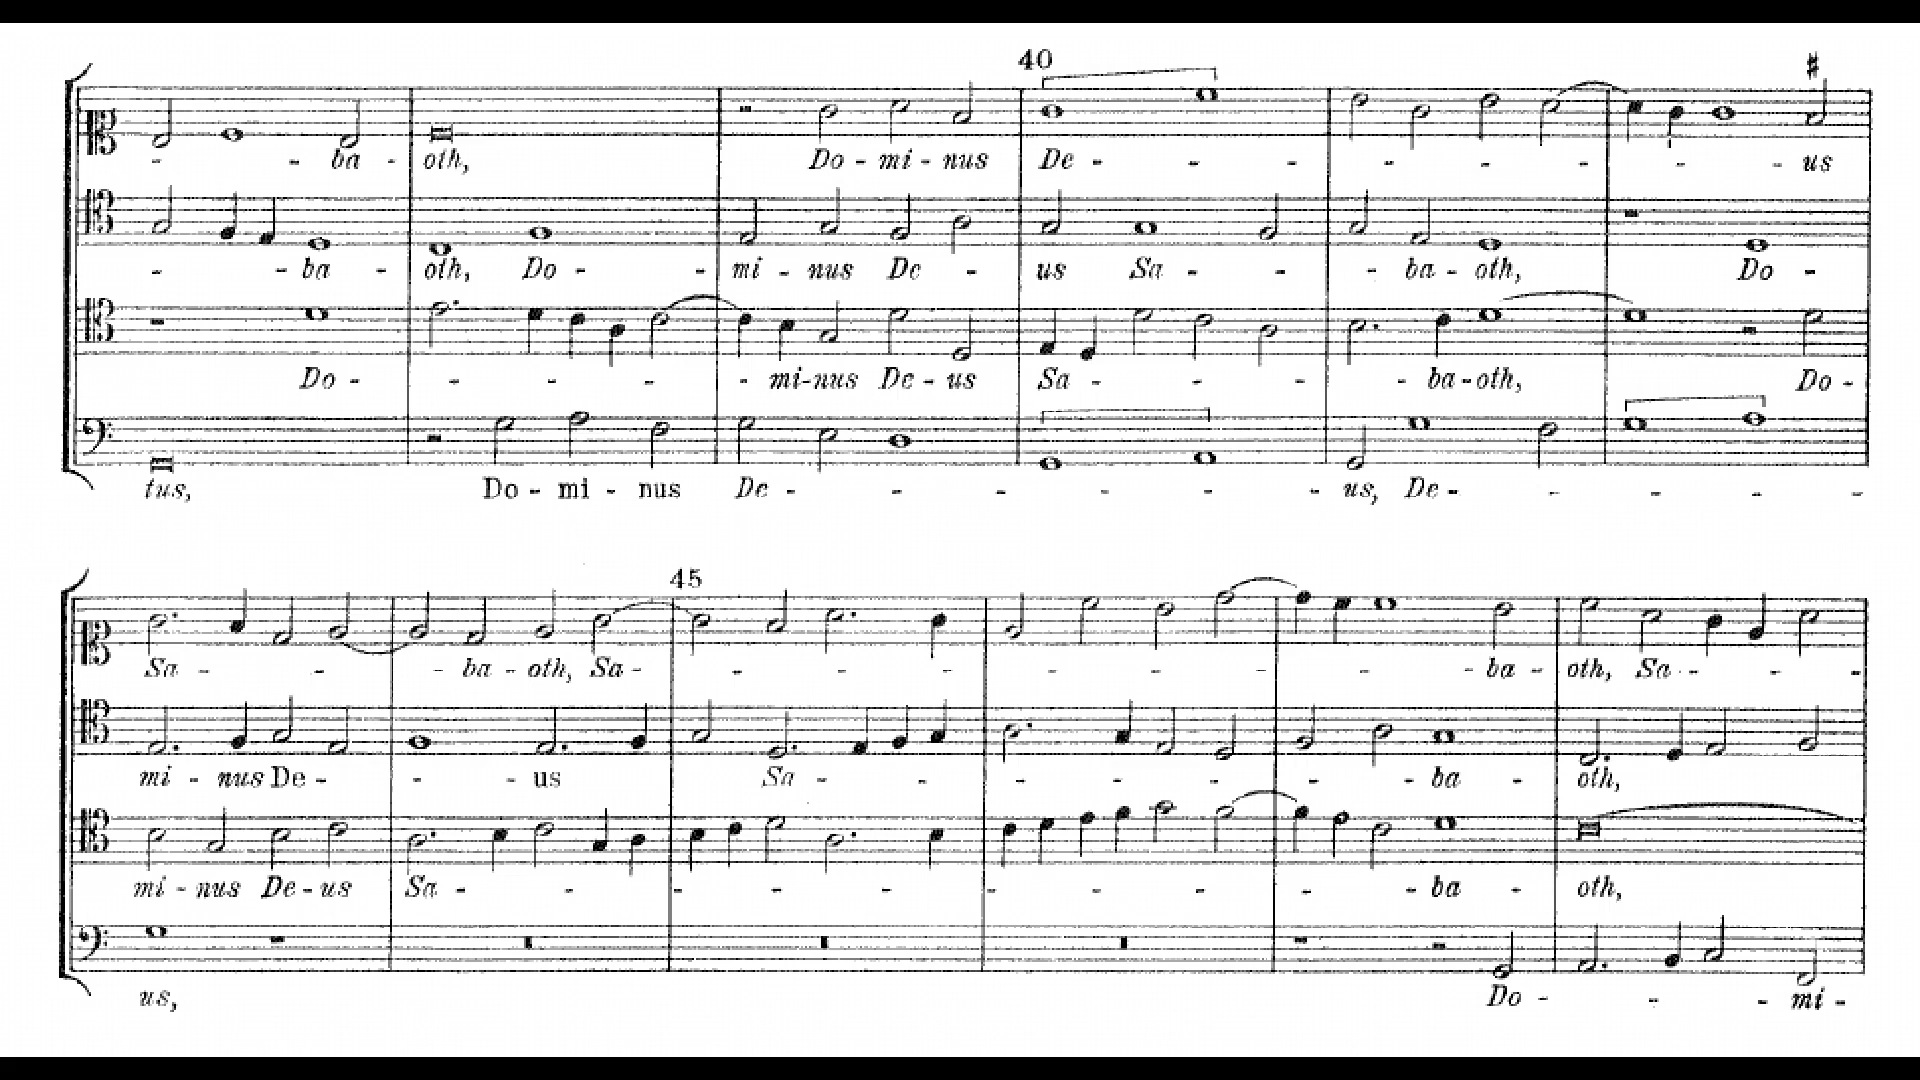 40
- - ba - oth, Do - mi - nus De - - - - - - - - us
- - ba - oth, Do - - mi - nus De - us Sa - - - ba - oth, Do -
Do - - - - - mi-nus De - us Sa - - - - ba-oth, Do -
tus, Do - mi - nus De - - - - - - us, De - - - - -
45
Sa - - - ba - oth, Sa - - - - - - - - ba - oth, Sa - - -
mi - nus De - - - us Sa - - - - - - - ba - oth,
mi - nus De - us Sa - - - - - - - - - - ba - oth,
us, Do - - - mi -